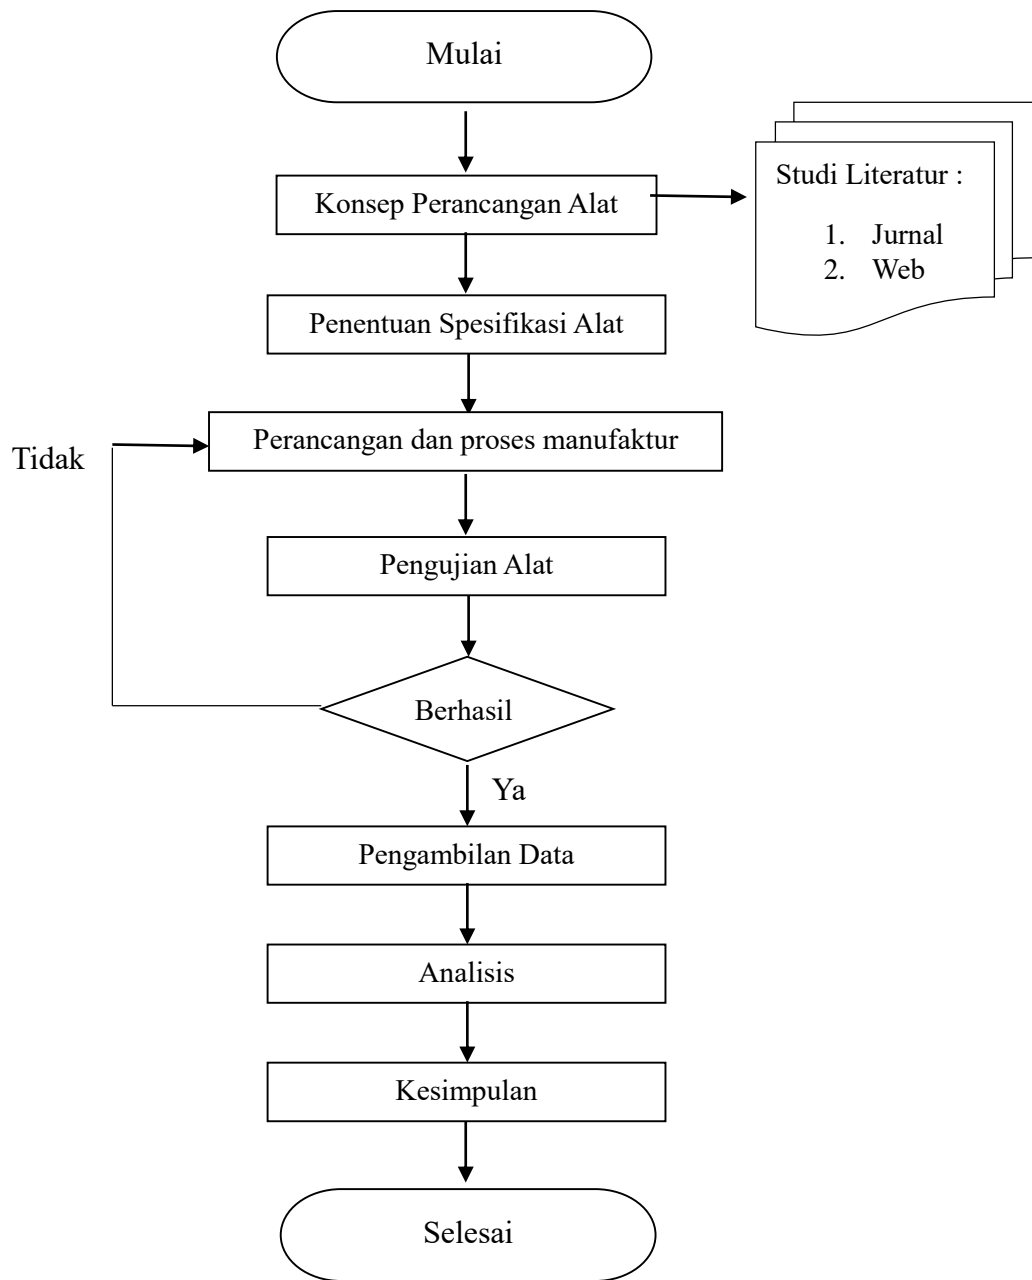 Mulai
Konsep Perancangan Alat
Studi Literatur :
1. Jurnal
2. Web
Penentuan Spesifikasi Alat
Perancangan dan proses manufaktur
Tidak
Pengujian Alat
Berhasil
Ya
Pengambilan Data
Analisis
Kesimpulan
Selesai